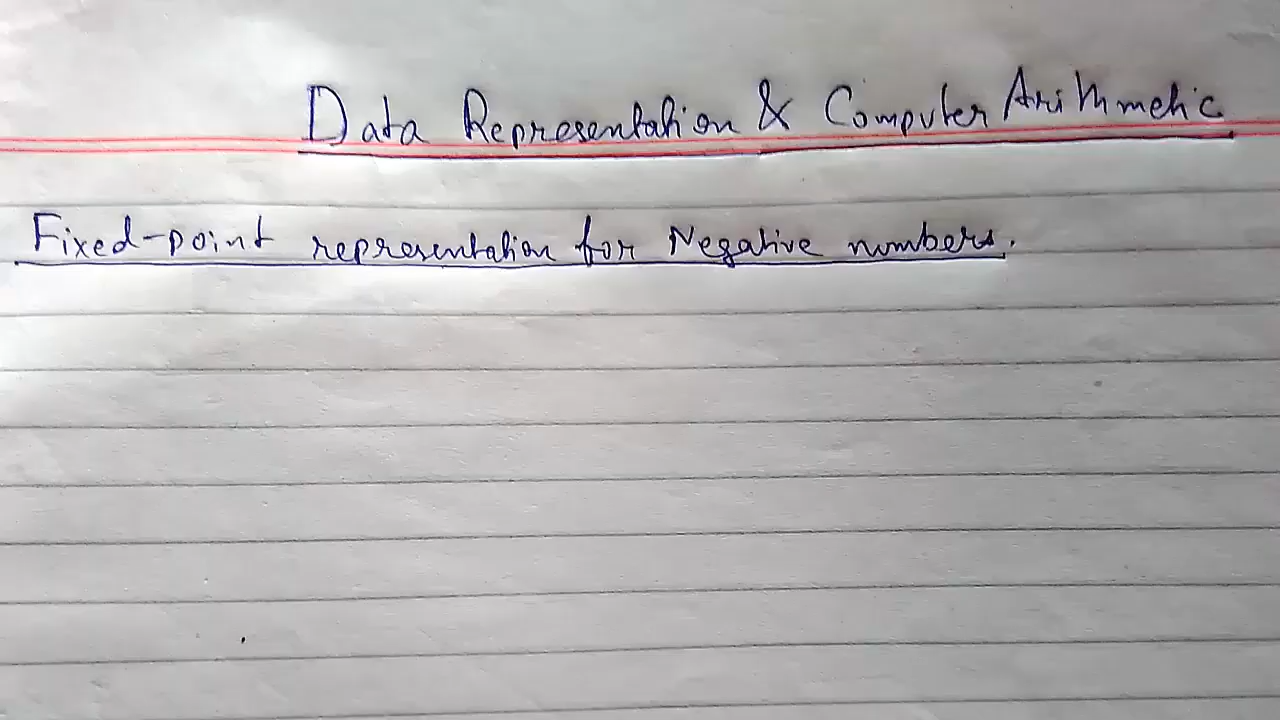 Data Representation & Computer Arithmetic
Fixed-point representation for Negative numbers.